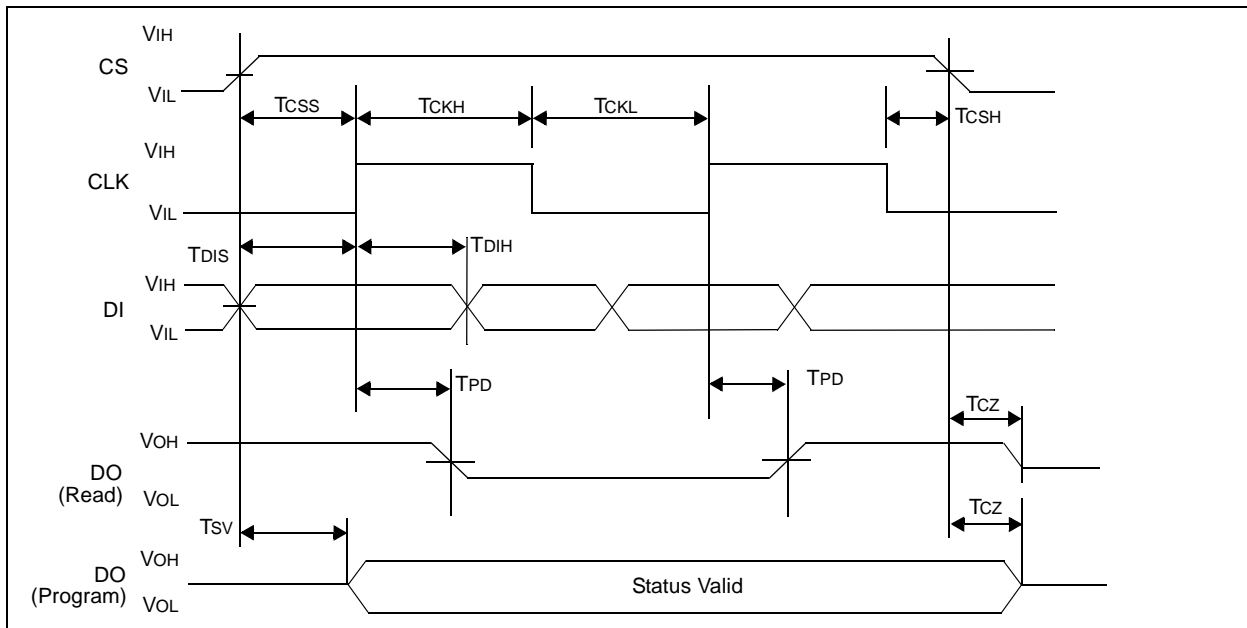 VIH
CS
VIL
TCSS
TCKH
TCKL
TCSH
VIH
CLK
VIL
TDIS
TDIH
VIH
DI
VIL
TPD
TPD
TCZ
VOH
DO
(Read)
VOL
TSV
TCZ
VOH
DO
(Program)
VOL
Status Valid